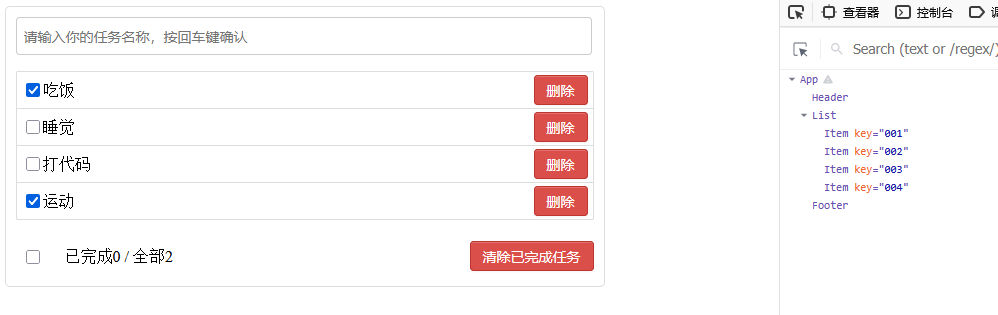 请输入你的任务名称，按回车键确认
吃饭 删除
睡觉 删除
打代码 删除
运动 删除
已完成0 / 全部2 清除已完成任务
查看器 控制台 调
Search (text or /regex/)
App
Header
List
Item key="001"
Item key="002"
Item key="003"
Item key="004"
Footer